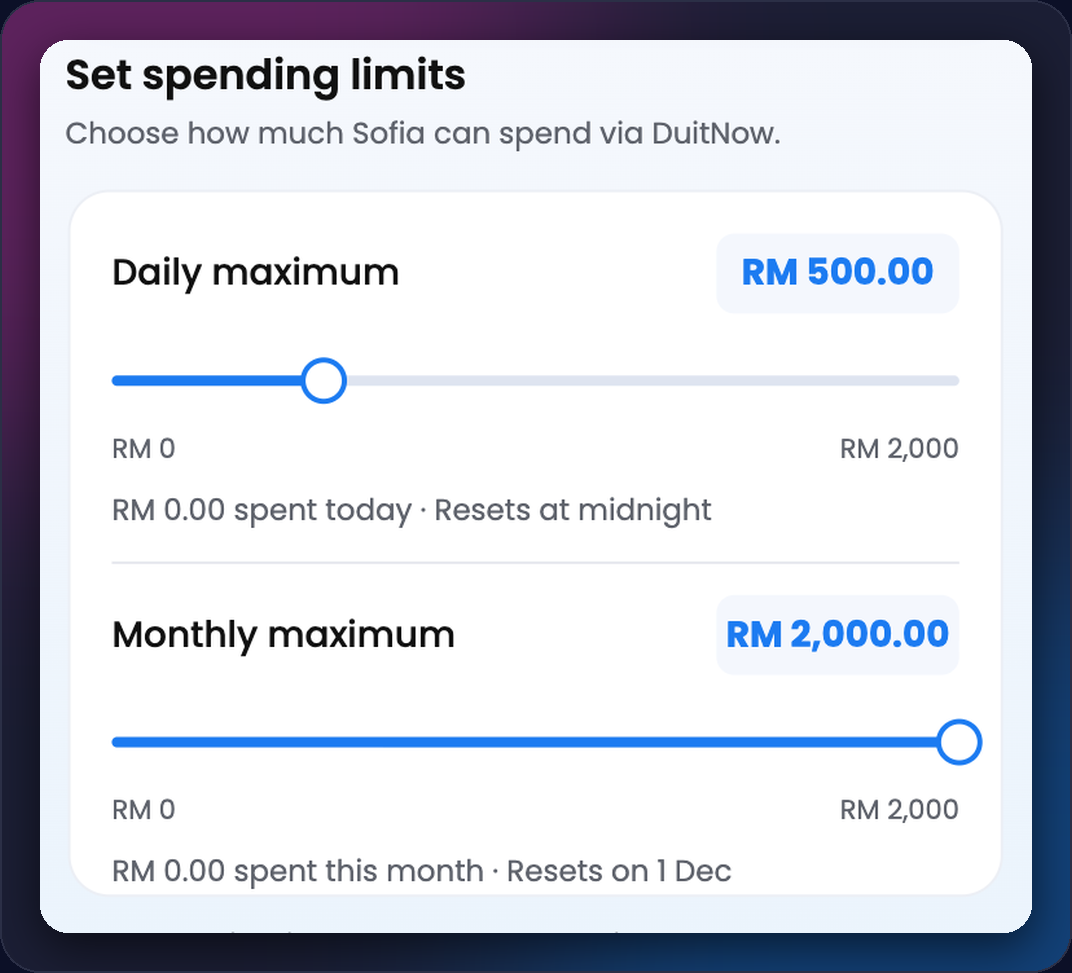 Set spending limits
Choose how much Sofia can spend via DuitNow.
Daily maximum
RM 500.00
RM 0
RM 2,000
RM 0.00 spent today · Resets at midnight
Monthly maximum
RM 2,000.00
RM 0
RM 2,000
RM 0.00 spent this month · Resets on 1 Dec